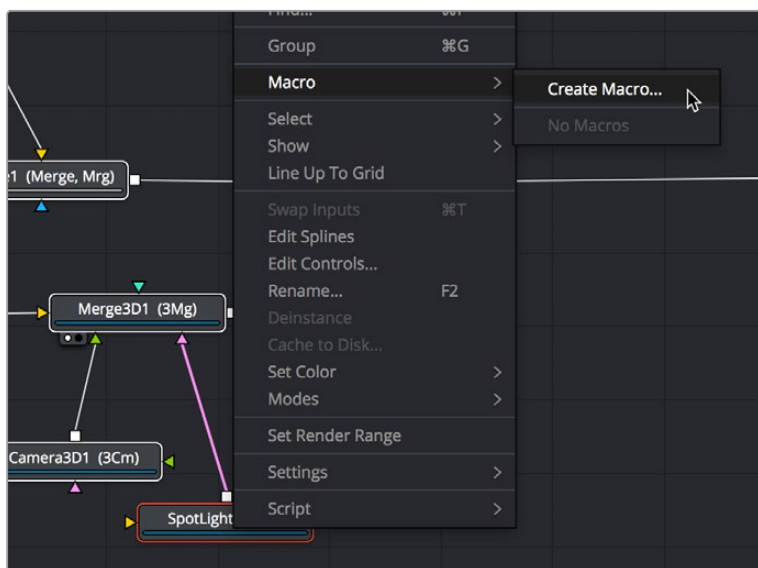 Group ⌘G
Macro >
Create Macro...
No Macros
Select >
Show >
Line Up To Grid
e1 (Merge, Mrg)
Swap Inputs ⌘T
Edit Splines
Edit Controls...
Rename... F2
Deinstance
Cache to Disk...
Set Color >
Modes >
Set Render Range
Settings >
Script >
Merge3D1 (3Mg)
Camera3D1 (3Cm)
SpotLight